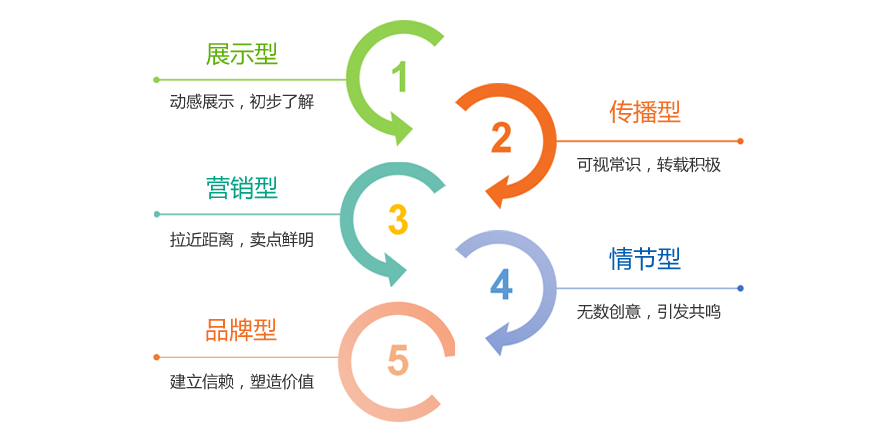 展示型
1
动感展示，初步了解
传播型
2
可视常识，转载积极
营销型
3
拉近距离，卖点鲜明
情节型
4
无数创意，引发共鸣
品牌型
5
建立信赖，塑造价值